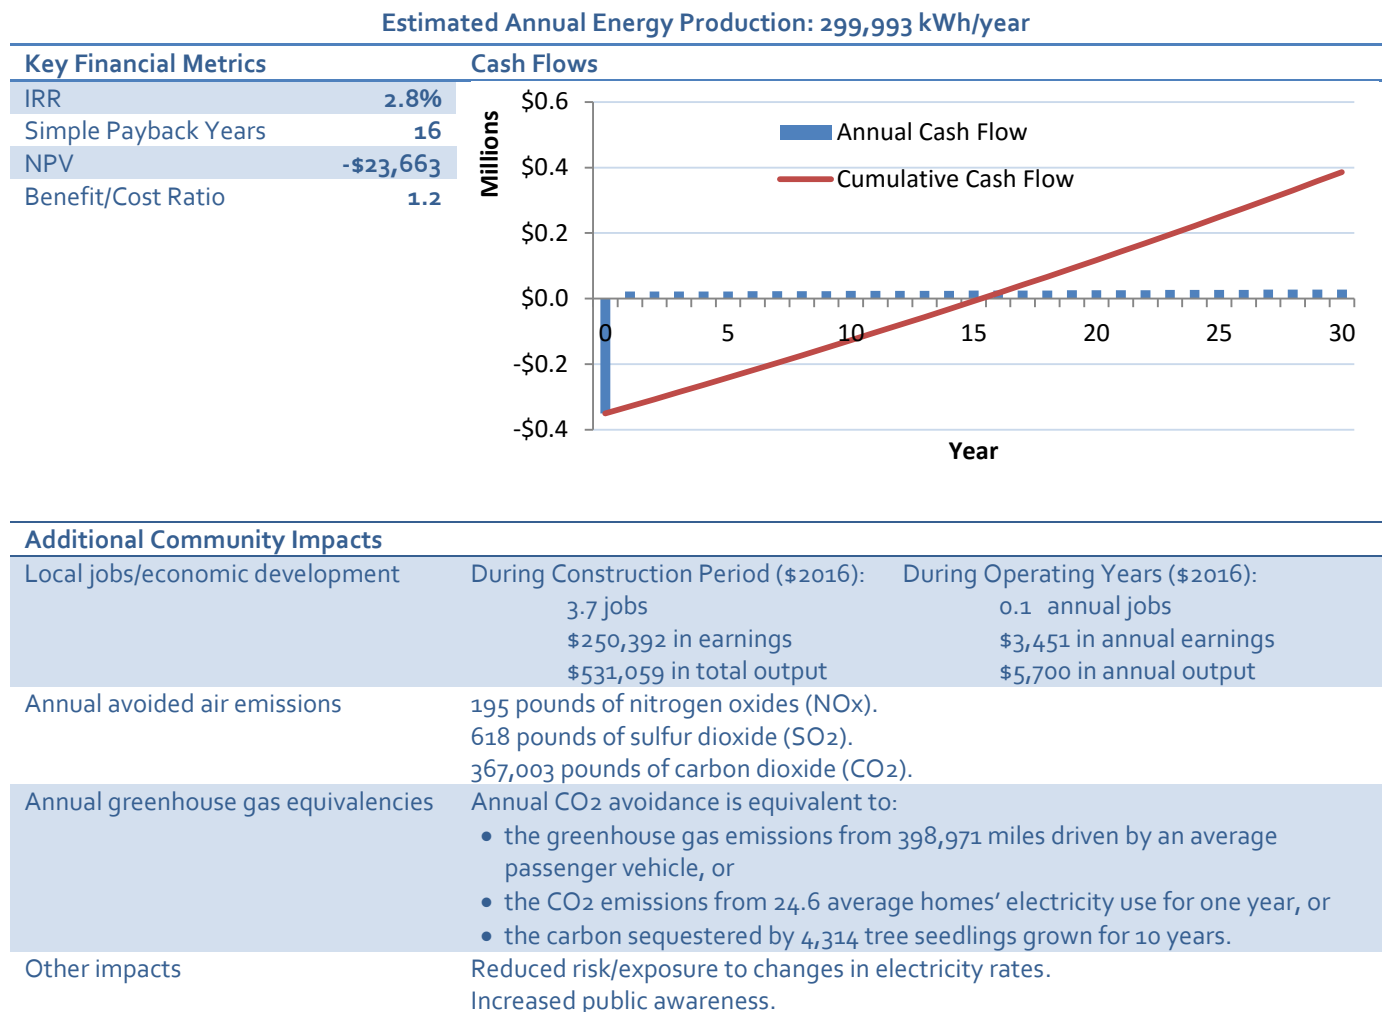 Estimated Annual Energy Production: 299,993 kWh/year
Key Financial Metrics
IRR 2.8%
Simple Payback Years 16
NPV -$23,663
Benefit/Cost Ratio 1.2
Cash Flows
Millions
$0.6
$0.4
$0.2
$0.0
-$0.2
-$0.4
Annual Cash Flow
Cumulative Cash Flow
0 5 10 15 20 25 30
Year
Additional Community Impacts
Local jobs/economic development
During Construction Period ($2016):
3.7 jobs
$250,392 in earnings
$531,059 in total output
During Operating Years ($2016):
0.1 annual jobs
$3,451 in annual earnings
$5,700 in annual output
Annual avoided air emissions
195 pounds of nitrogen oxides (NOx).
618 pounds of sulfur dioxide (SO2).
367,003 pounds of carbon dioxide (CO2).
Annual greenhouse gas equivalencies
Annual CO2 avoidance is equivalent to:
• the greenhouse gas emissions from 398,971 miles driven by an average
passenger vehicle, or
• the CO2 emissions from 24.6 average homes’ electricity use for one year, or
• the carbon sequestered by 4,314 tree seedlings grown for 10 years.
Other impacts
Reduced risk/exposure to changes in electricity rates.
Increased public awareness.